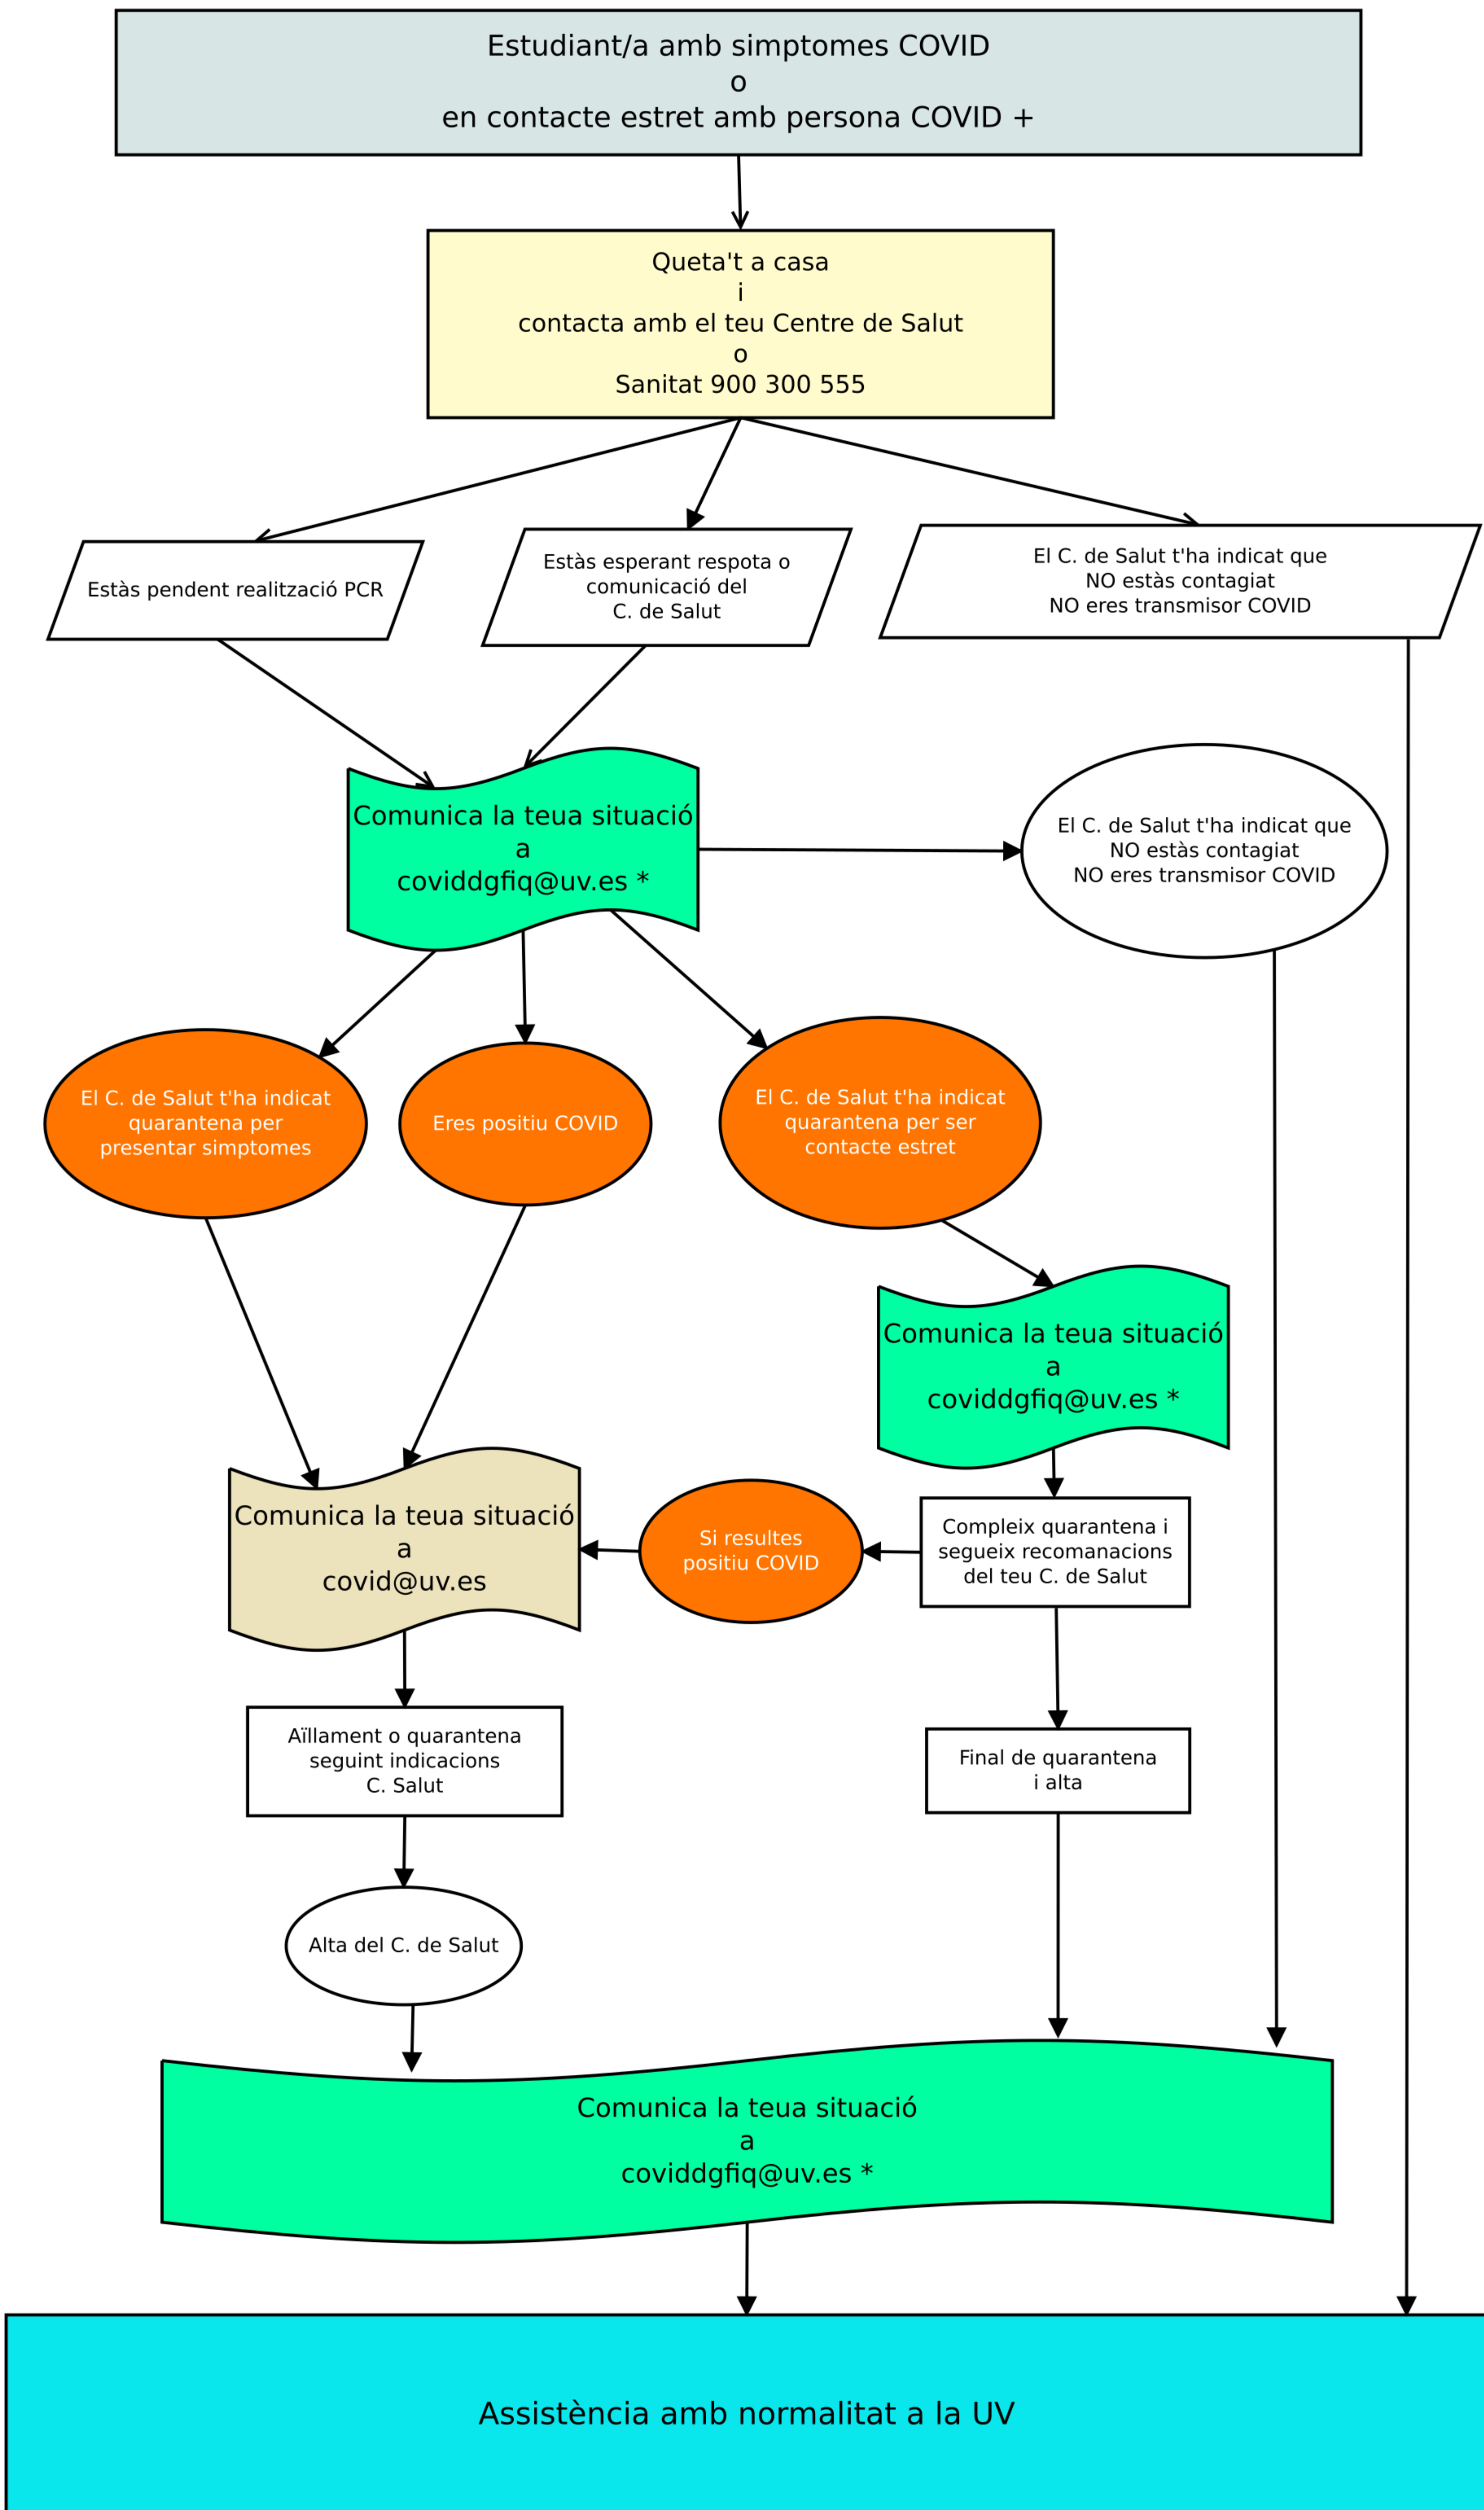 Estudiant/a amb simptomes COVID
o
en contacte estret amb persona COVID +
Queta't a casa
i
contacta amb el teu Centre de Salut
o
Sanitat 900 300 555
Estàs pendent realització PCR
Estàs esperant respota o
comunicació del
C. de Salut
El C. de Salut t'ha indicat que
NO estàs contagiat
NO eres transmisor COVID
Comunica la teua situació
a
coviddgfiq@uv.es *
El C. de Salut t'ha indicat que
NO estàs contagiat
NO eres transmisor COVID
El C. de Salut t'ha indicat
quarantena per
presentar simptomes
Eres positiu COVID
El C. de Salut t'ha indicat
quarantena per ser
contacte estret
Comunica la teua situació
a
coviddgfiq@uv.es *
Comunica la teua situació
a
covid@uv.es
Si resultes
positiu COVID
Compleix quarantena i
segueix recomanacions
del teu C. de Salut
Aïllament o quarantena
seguint indicacions
C. Salut
Final de quarantena
i alta
Alta del C. de Salut
Comunica la teua situació
a
coviddgfiq@uv.es *
Assistència amb normalitat a la UV